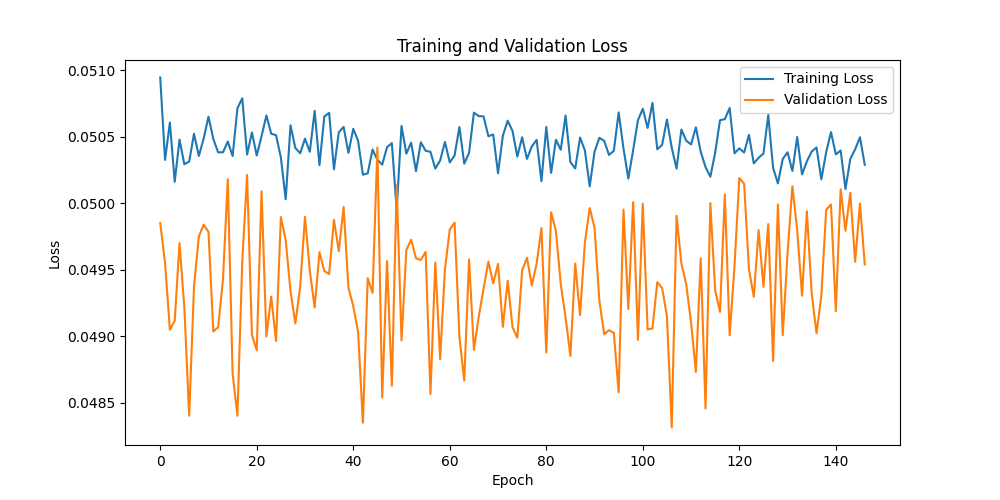 Training and Validation Loss
Training Loss
Validation Loss
0.0510
0.0505
0.0500
0.0495
0.0490
0.0485
Loss
0 20 40 60 80 100 120 140
Epoch